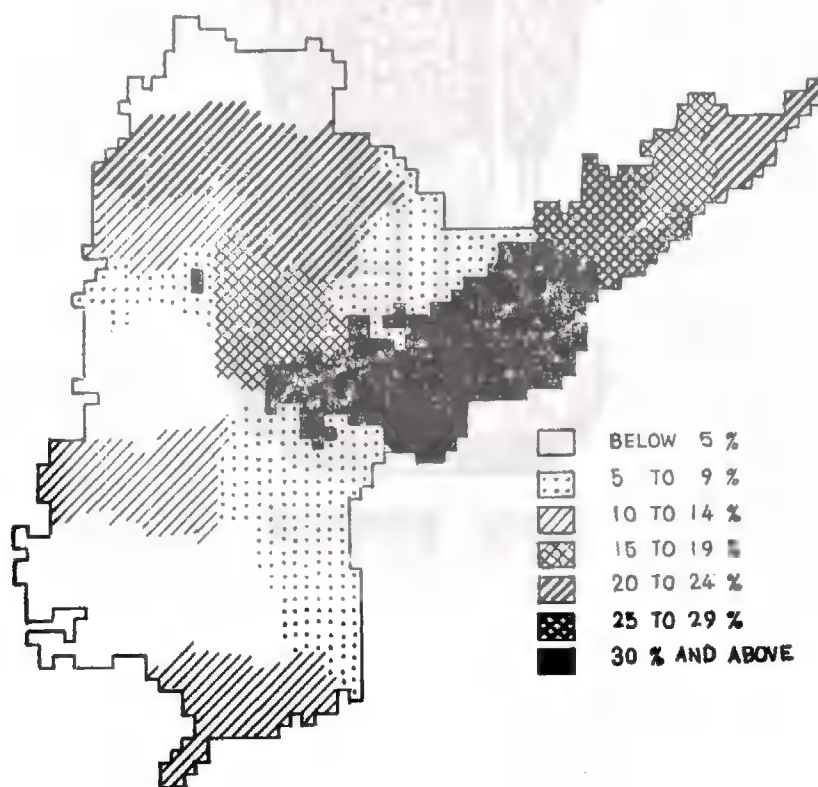 BELOW 5 %
5 TO 9 %
10 TO 14 %
15 TO 19 %
20 TO 24 %
25 TO 29 %
30 % AND ABOVE